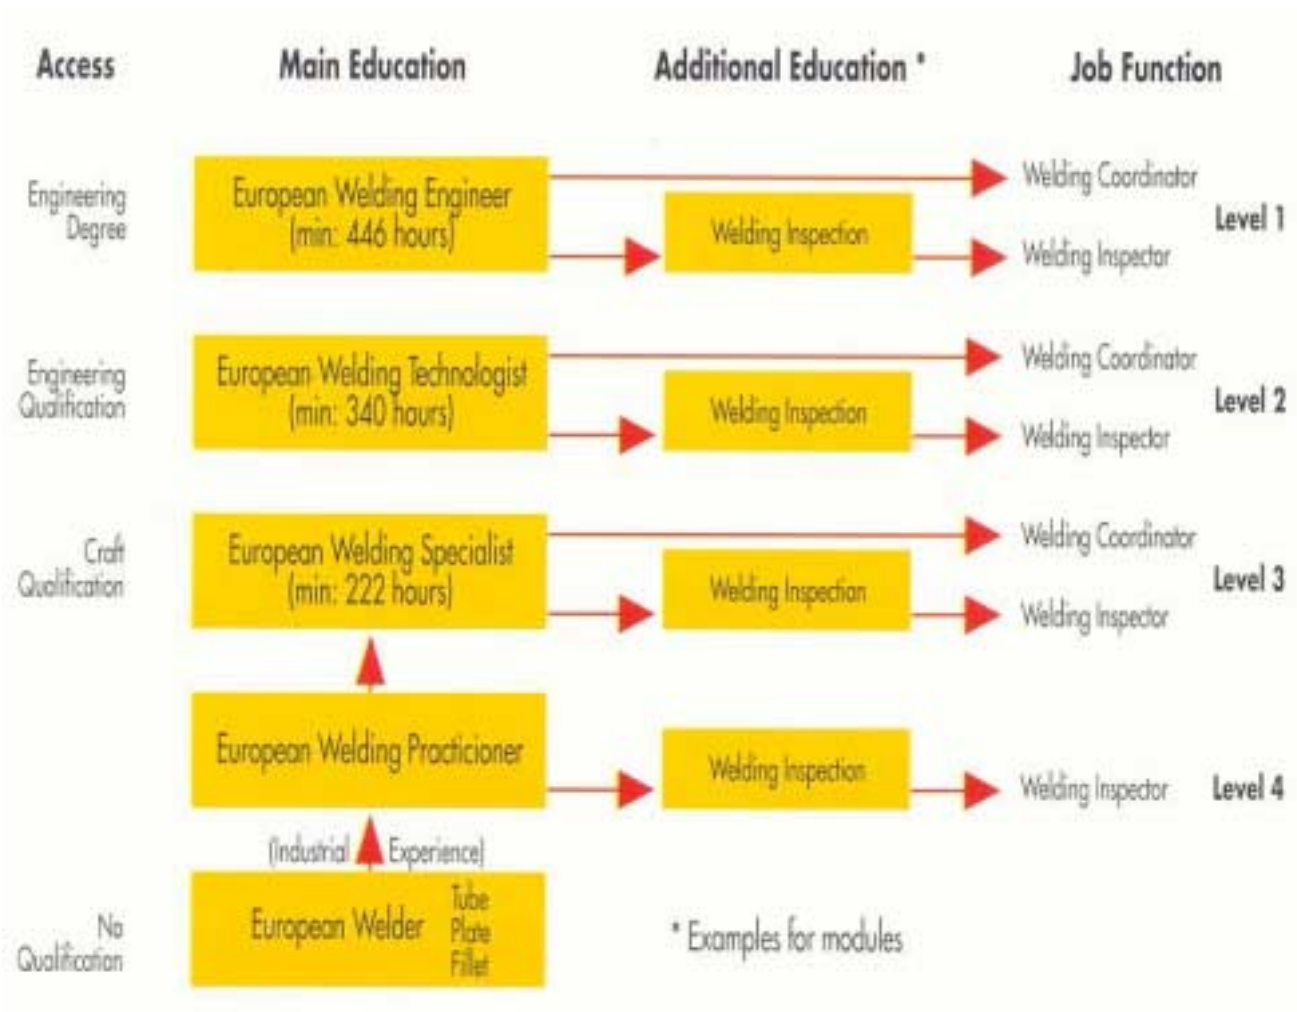 Access Main Education Additional Education * Job Function
Engineering
Degree
European Welding Engineer
(min: 446 hours)
Welding Inspection
Welding Coordinator
Welding Inspector
Level 1
Engineering
Qualification
European Welding Technologist
(min: 340 hours)
Welding Inspection
Welding Coordinator
Welding Inspector
Level 2
Craft
Qualification
European Welding Specialist
(min: 222 hours)
Welding Inspection
Welding Coordinator
Welding Inspector
Level 3
European Welding Practicioner
Welding Inspection
Welding Inspector
Level 4
(Industrial Experience)
No
Qualification
European Welder
Tube
Plate
Fillet
* Examples for modules